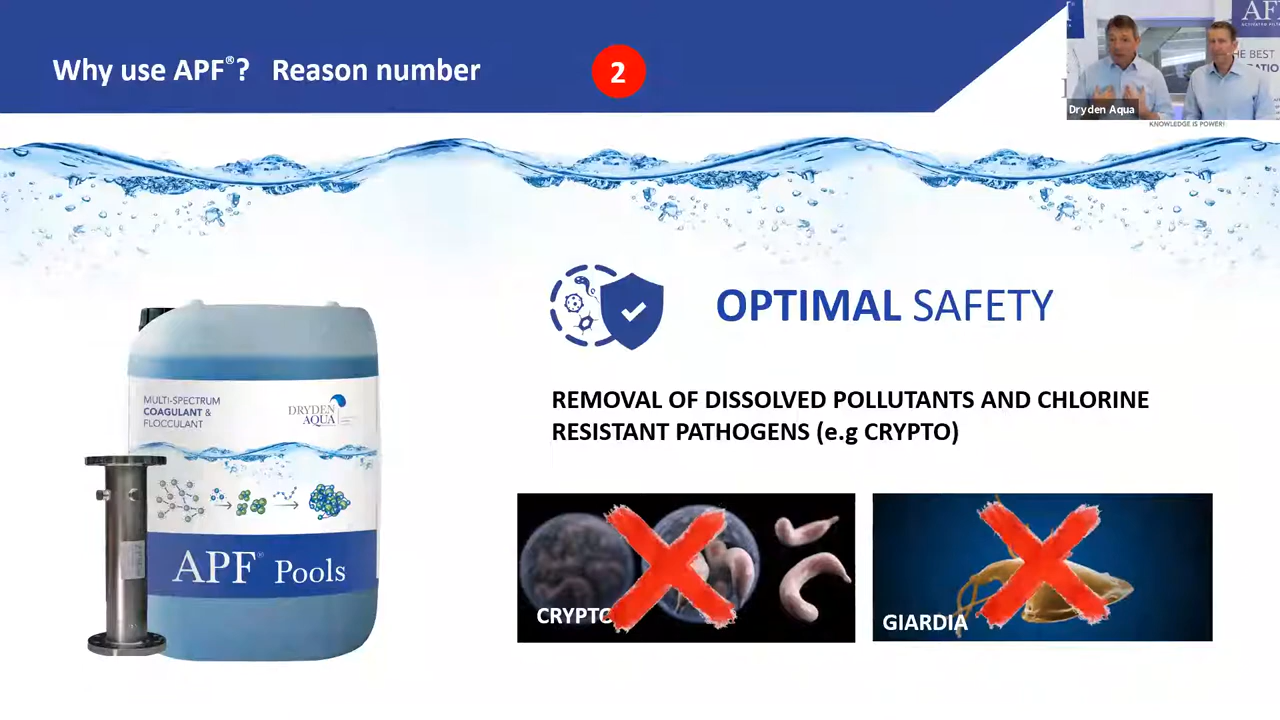 Why use APF®? Reason number
2
AF
THE BEST
Dryden Aqua
KNOWLEDGE IS POWER!
OPTIMAL SAFETY
REMOVAL OF DISSOLVED POLLUTANTS AND CHLORINE
RESISTANT PATHOGENS (e.g CRYPTO)
MULTI-SPECTRUM
COAGULANT &
FLOCCULANT
DRYDEN
AQUA
APF® Pools
CRYPTO
GIARDIA